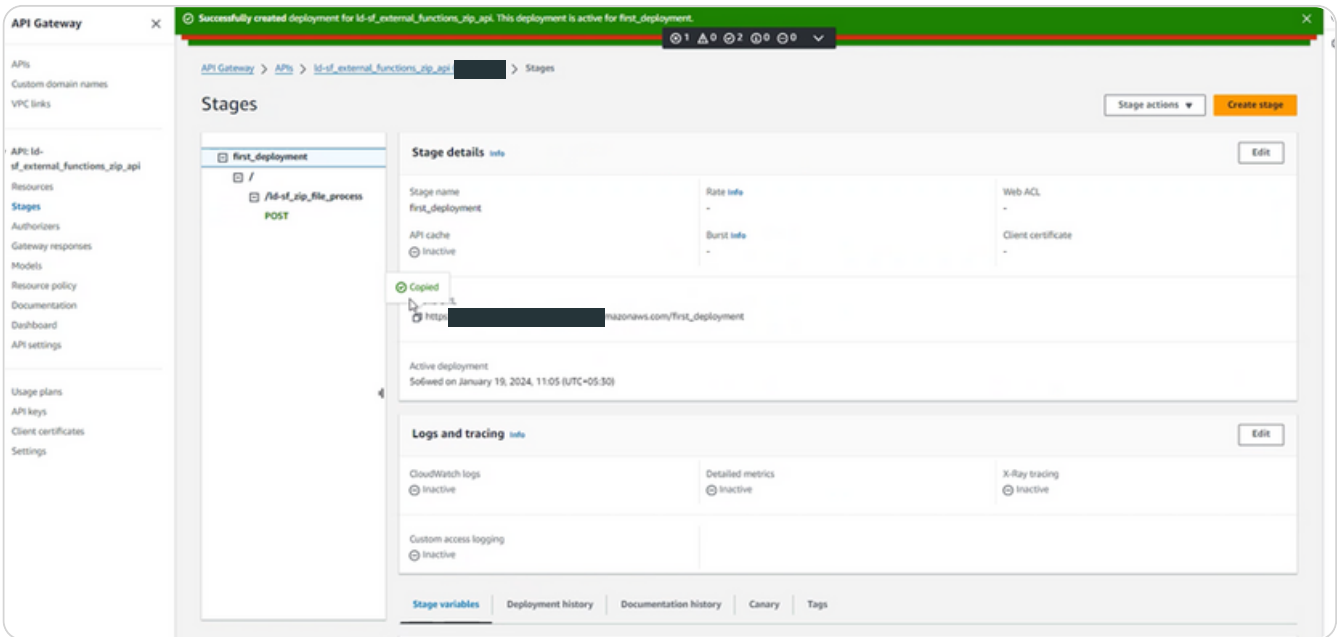 API Gateway
APIs
Custom domain names
VPC links
API: ld-
sf_external_functions_zip_api
Resources
Stages
Authorizers
Gateway responses
Models
Resource policy
Documentation
Dashboard
API settings
Usage plans
API keys
Client certificates
Settings
Successfully created deployment for ld-sf_external_functions_zip_api. This deployment is active for first_deployment.
1 0 2 0 0
API Gateway > APIs > ld-sf_external_functions_zip_api > Stages
Stages
Stage actions
Create stage
first_deployment
/
/ld-sf_zip_file_process
POST
Stage details Info
Edit
Stage name
first_deployment
Rate Info
-
Web ACL
-
API cache
Inactive
Burst Info
-
Client certificate
-
Copied
https mazonaws.com/first_deployment
Active deployment
5o6wed on January 19, 2024, 11:05 (UTC+05:30)
Logs and tracing Info
Edit
CloudWatch logs
Inactive
Detailed metrics
Inactive
X-Ray tracing
Inactive
Custom access logging
Inactive
Stage variables
Deployment history
Documentation history
Canary
Tags